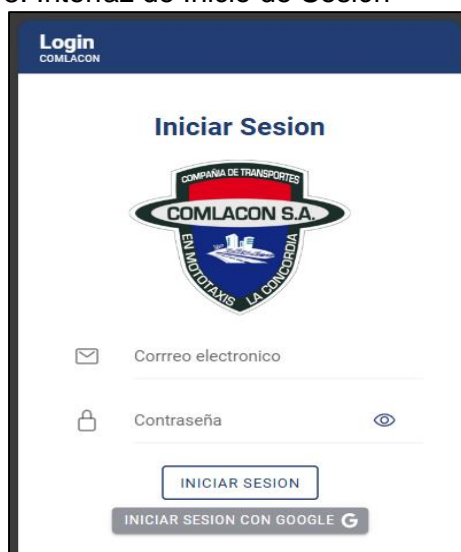 Interfaz de Inicio de Sesion
Login
COMLACON
Iniciar Sesion
COMPAÑIA DE TRANSPORTES
COMLACON S.A.
EN MOTOTAXIS LA CONCORDIA
Corrreo electronico
Contraseña
INICIAR SESION
INICIAR SESION CON GOOGLE G